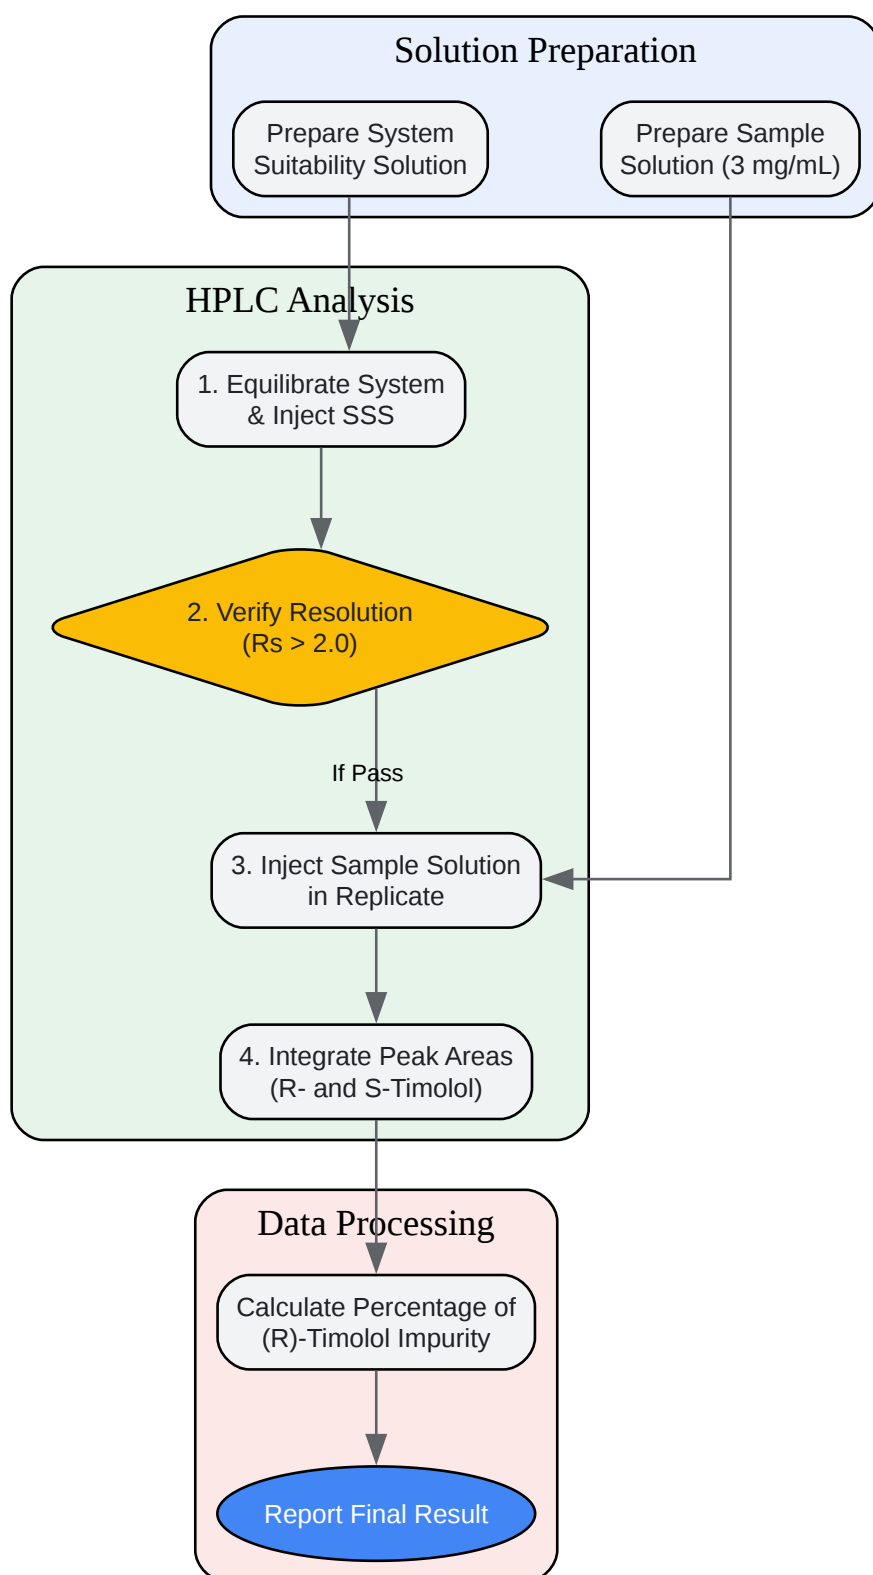 Solution Preparation
Prepare System
Suitability Solution
Prepare Sample
Solution (3 mg/mL)
HPLC Analysis
1. Equilibrate System
& Inject SSS
2. Verify Resolution
(Rs > 2.0)
If Pass
3. Inject Sample Solution
in Replicate
4. Integrate Peak Areas
(R- and S-Timolol)
Data Processing
Calculate Percentage of
(R)-Timolol Impurity
Report Final Result